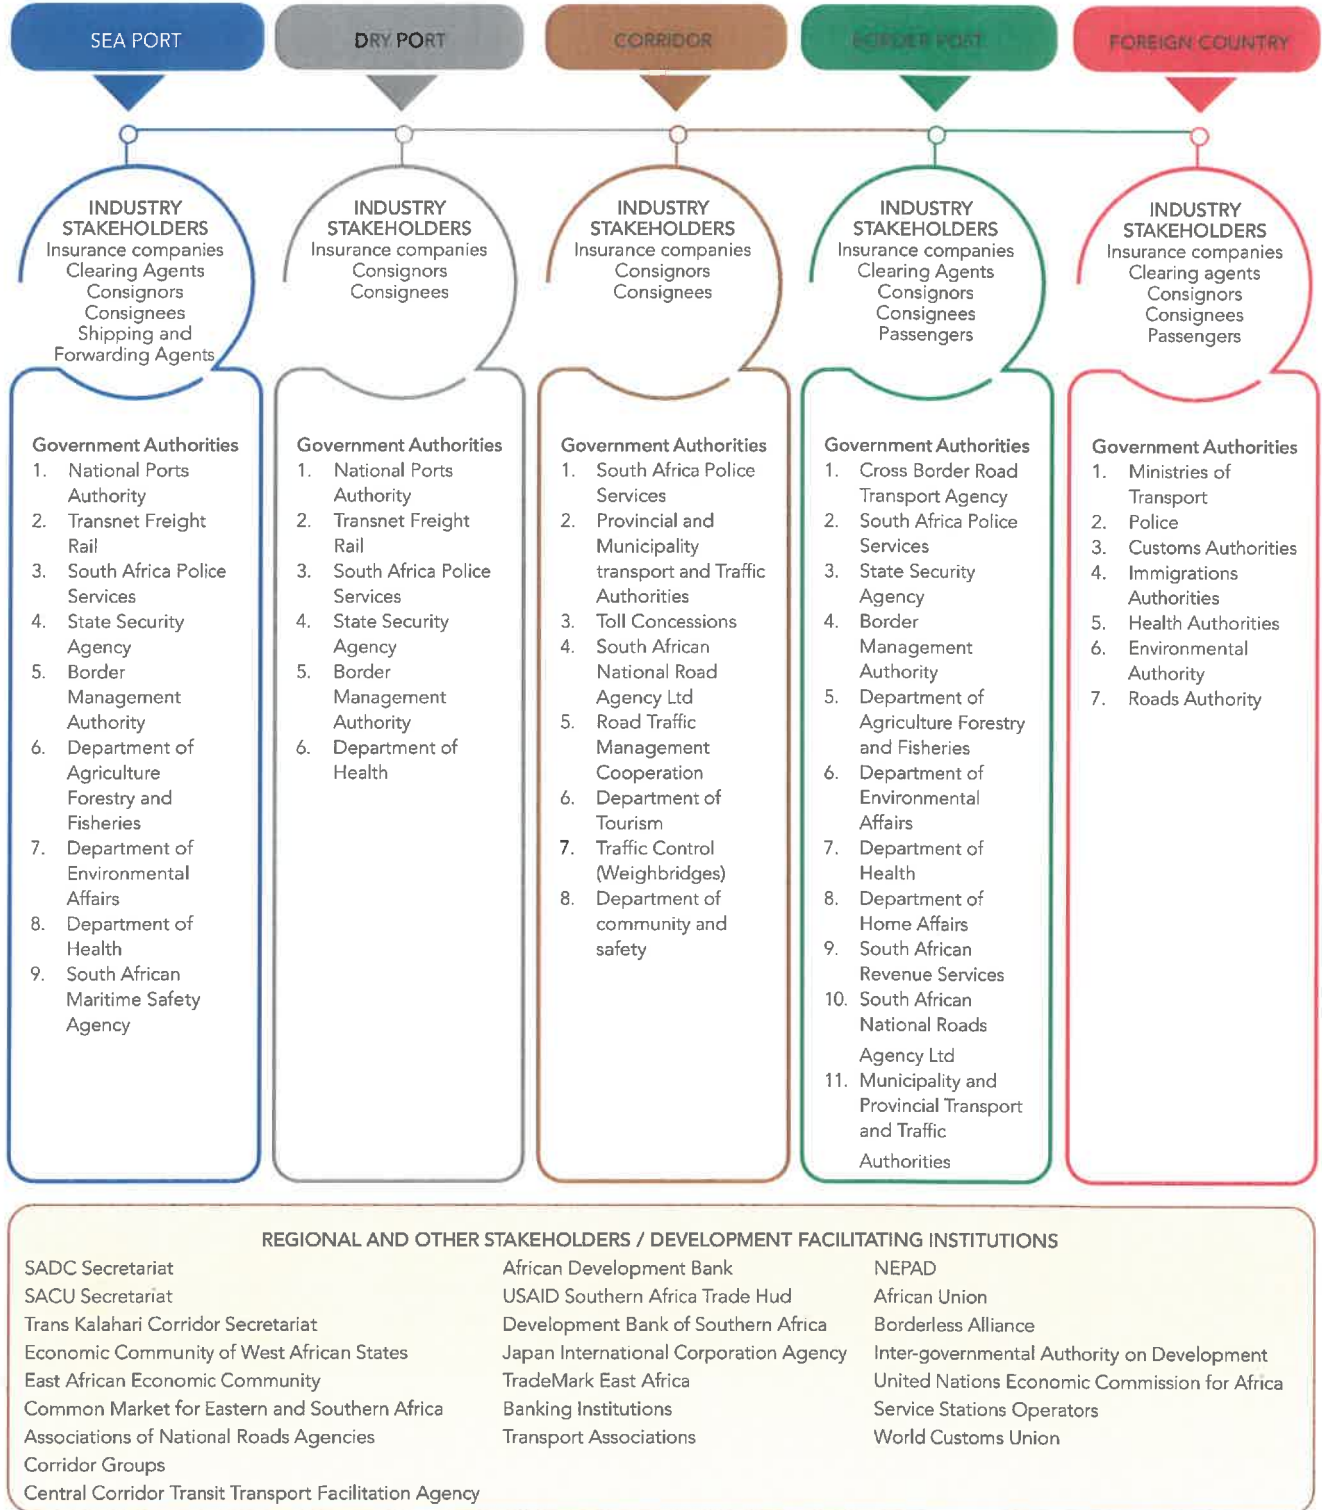 SEA PORT
DRY PORT
CORRIDOR
BORDER POST
FOREIGN COUNTRY
INDUSTRY
STAKEHOLDERS
Insurance companies
Clearing Agents
Consignors
Consignees
Shipping and
Forwarding Agents
INDUSTRY
STAKEHOLDERS
Insurance companies
Consignors
Consignees
INDUSTRY
STAKEHOLDERS
Insurance companies
Consignors
Consignees
INDUSTRY
STAKEHOLDERS
Insurance companies
Clearing Agents
Consignors
Consignees
Passengers
INDUSTRY
STAKEHOLDERS
Insurance companies
Clearing agents
Consignors
Consignees
Passengers
Government Authorities
1. National Ports
Authority
2. Transnet Freight
Rail
3. South Africa Police
Services
4. State Security
Agency
5. Border
Management
Authority
6. Department of
Agriculture
Forestry and
Fisheries
7. Department of
Environmental
Affairs
8. Department of
Health
9. South African
Maritime Safety
Agency
Government Authorities
1. National Ports
Authority
2. Transnet Freight
Rail
3. South Africa Police
Services
4. State Security
Agency
5. Border
Management
Authority
6. Department of
Health
Government Authorities
1. South Africa Police
Services
2. Provincial and
Municipality
transport and Traffic
Authorities
3. Toll Concessions
4. South African
National Road
Agency Ltd
5. Road Traffic
Management
Cooperation
6. Department of
Tourism
7. Traffic Control
(Weighbridges)
8. Department of
community and
safety
Government Authorities
1. Cross Border Road
Transport Agency
2. South Africa Police
Services
3. State Security
Agency
4. Border
Management
Authority
5. Department of
Agriculture Forestry
and Fisheries
6. Department of
Environmental
Affairs
7. Department of
Health
8. Department of
Home Affairs
9. South African
Revenue Services
10. South African
National Roads
Agency Ltd
11. Municipality and
Provincial Transport
and Traffic
Authorities
Government Authorities
1. Ministries of
Transport
2. Police
3. Customs Authorities
4. Immigrations
Authorities
5. Health Authorities
6. Environmental
Authority
7. Roads Authority
REGIONAL AND OTHER STAKEHOLDERS / DEVELOPMENT FACILITATING INSTITUTIONS
SADC Secretariat
SACU Secretariat
Trans Kalahari Corridor Secretariat
Economic Community of West African States
East African Economic Community
Common Market for Eastern and Southern Africa
Associations of National Roads Agencies
Corridor Groups
Central Corridor Transit Transport Facilitation Agency
African Development Bank
USAID Southern Africa Trade Hud
Development Bank of Southern Africa
Japan International Corporation Agency
TradeMark East Africa
Banking Institutions
Transport Associations
NEPAD
African Union
Borderless Alliance
Inter-governmental Authority on Development
United Nations Economic Commission for Africa
Service Stations Operators
World Customs Union